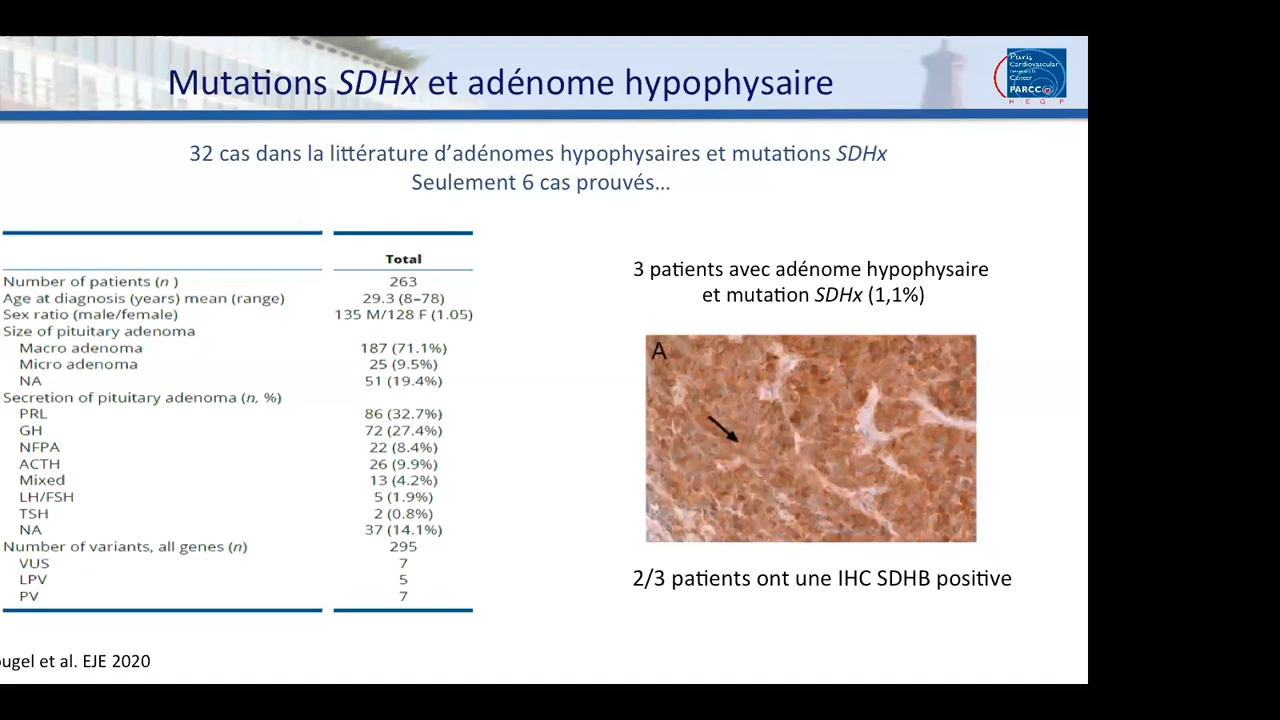 Mutations SDHx et adénome hypophysaire
Paris
Cardiovascular
research
Center
PARCC
H E G P
32 cas dans la littérature d'adénomes hypophysaires et mutations SDHx
Seulement 6 cas prouvés...
Total
Number of patients (n ) 263
Age at diagnosis (years) mean (range) 29.3 (8–78)
Sex ratio (male/female) 135 M/128 F (1.05)
Size of pituitary adenoma
Macro adenoma 187 (71.1%)
Micro adenoma 25 (9.5%)
NA 51 (19.4%)
Secretion of pituitary adenoma (n, %)
PRL 86 (32.7%)
GH 72 (27.4%)
NFPA 22 (8.4%)
ACTH 26 (9.9%)
Mixed 13 (4.2%)
LH/FSH 5 (1.9%)
TSH 2 (0.8%)
NA 37 (14.1%)
Number of variants, all genes (n) 295
VUS 7
LPV 5
PV 7
3 patients avec adénome hypophysaire
et mutation SDHx (1,1%)
A
2/3 patients ont une IHC SDHB positive
ougel et al. EJE 2020